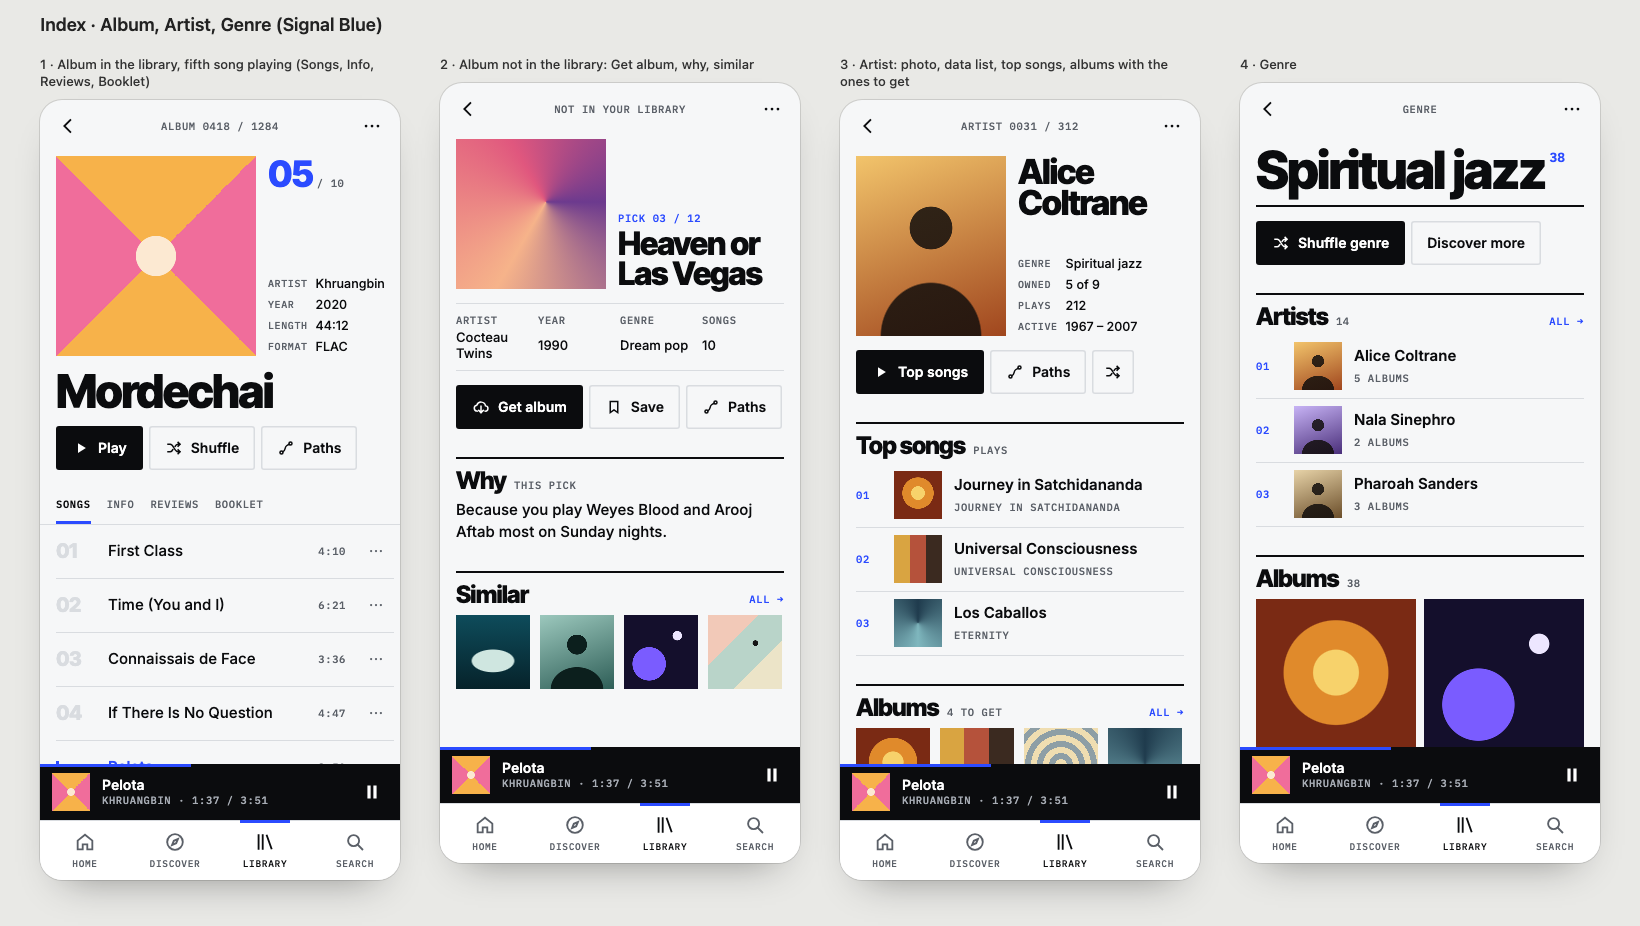 Index · Album, Artist, Genre (Signal Blue)
1 · Album in the library, fifth song playing (Songs, Info,
Reviews, Booklet)
ALBUM 0418 / 1284
05 / 10
ARTIST Khruangbin
YEAR 2020
LENGTH 44:12
FORMAT FLAC
Mordechai
Play
Shuffle
Paths
SONGS INFO REVIEWS BOOKLET
01 First Class 4:10
02 Time (You and I) 6:21
03 Connaissais de Face 3:36
04 If There Is No Question 4:47
Pelota
KHRUANGBIN · 1:37 / 3:51
HOME DISCOVER LIBRARY SEARCH
2 · Album not in the library: Get album, why, similar
NOT IN YOUR LIBRARY
PICK 03 / 12
Heaven or
Las Vegas
ARTIST YEAR GENRE SONGS
Cocteau
Twins
1990 Dream pop 10
Get album
Save
Paths
Why THIS PICK
Because you play Weyes Blood and Arooj
Aftab most on Sunday nights.
Similar ALL →
Pelota
KHRUANGBIN · 1:37 / 3:51
HOME DISCOVER LIBRARY SEARCH
3 · Artist: photo, data list, top songs, albums with the
ones to get
ARTIST 0031 / 312
Alice
Coltrane
GENRE Spiritual jazz
OWNED 5 of 9
PLAYS 212
ACTIVE 1967 – 2007
Top songs
Paths
Top songs PLAYS
01 Journey in Satchidananda
JOURNEY IN SATCHIDANANDA
02 Universal Consciousness
UNIVERSAL CONSCIOUSNESS
03 Los Caballos
ETERNITY
Albums 4 TO GET ALL →
Pelota
KHRUANGBIN · 1:37 / 3:51
HOME DISCOVER LIBRARY SEARCH
4 · Genre
GENRE
Spiritual jazz 38
Shuffle genre
Discover more
Artists 14 ALL →
01 Alice Coltrane
5 ALBUMS
02 Nala Sinephro
2 ALBUMS
03 Pharoah Sanders
3 ALBUMS
Albums 38
Pelota
KHRUANGBIN · 1:37 / 3:51
HOME DISCOVER LIBRARY SEARCH